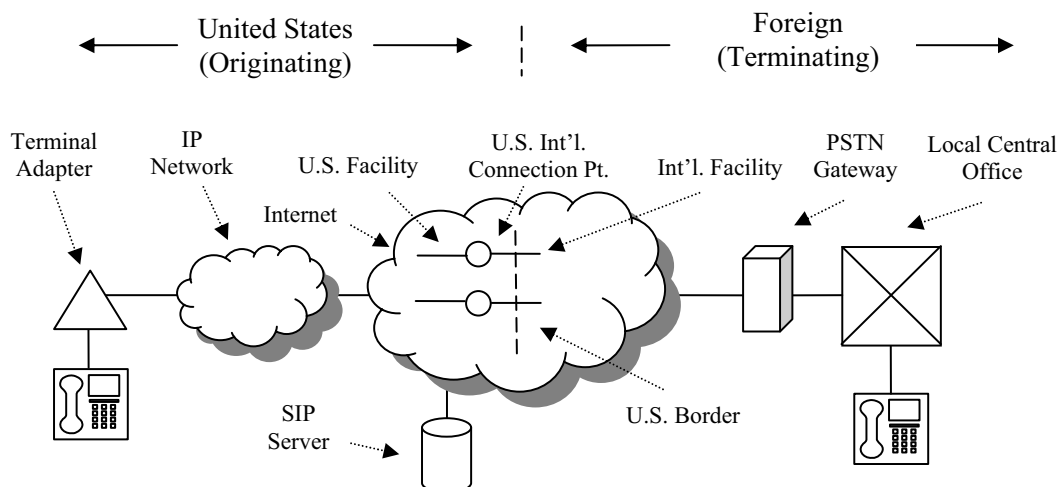 United States
(Originating)
Foreign
(Terminating)
Terminal
Adapter
IP
Network
U.S. Facility
U.S. Int’l.
Connection Pt.
Int’l. Facility
PSTN
Gateway
Local Central
Office
Internet
SIP
Server
U.S. Border